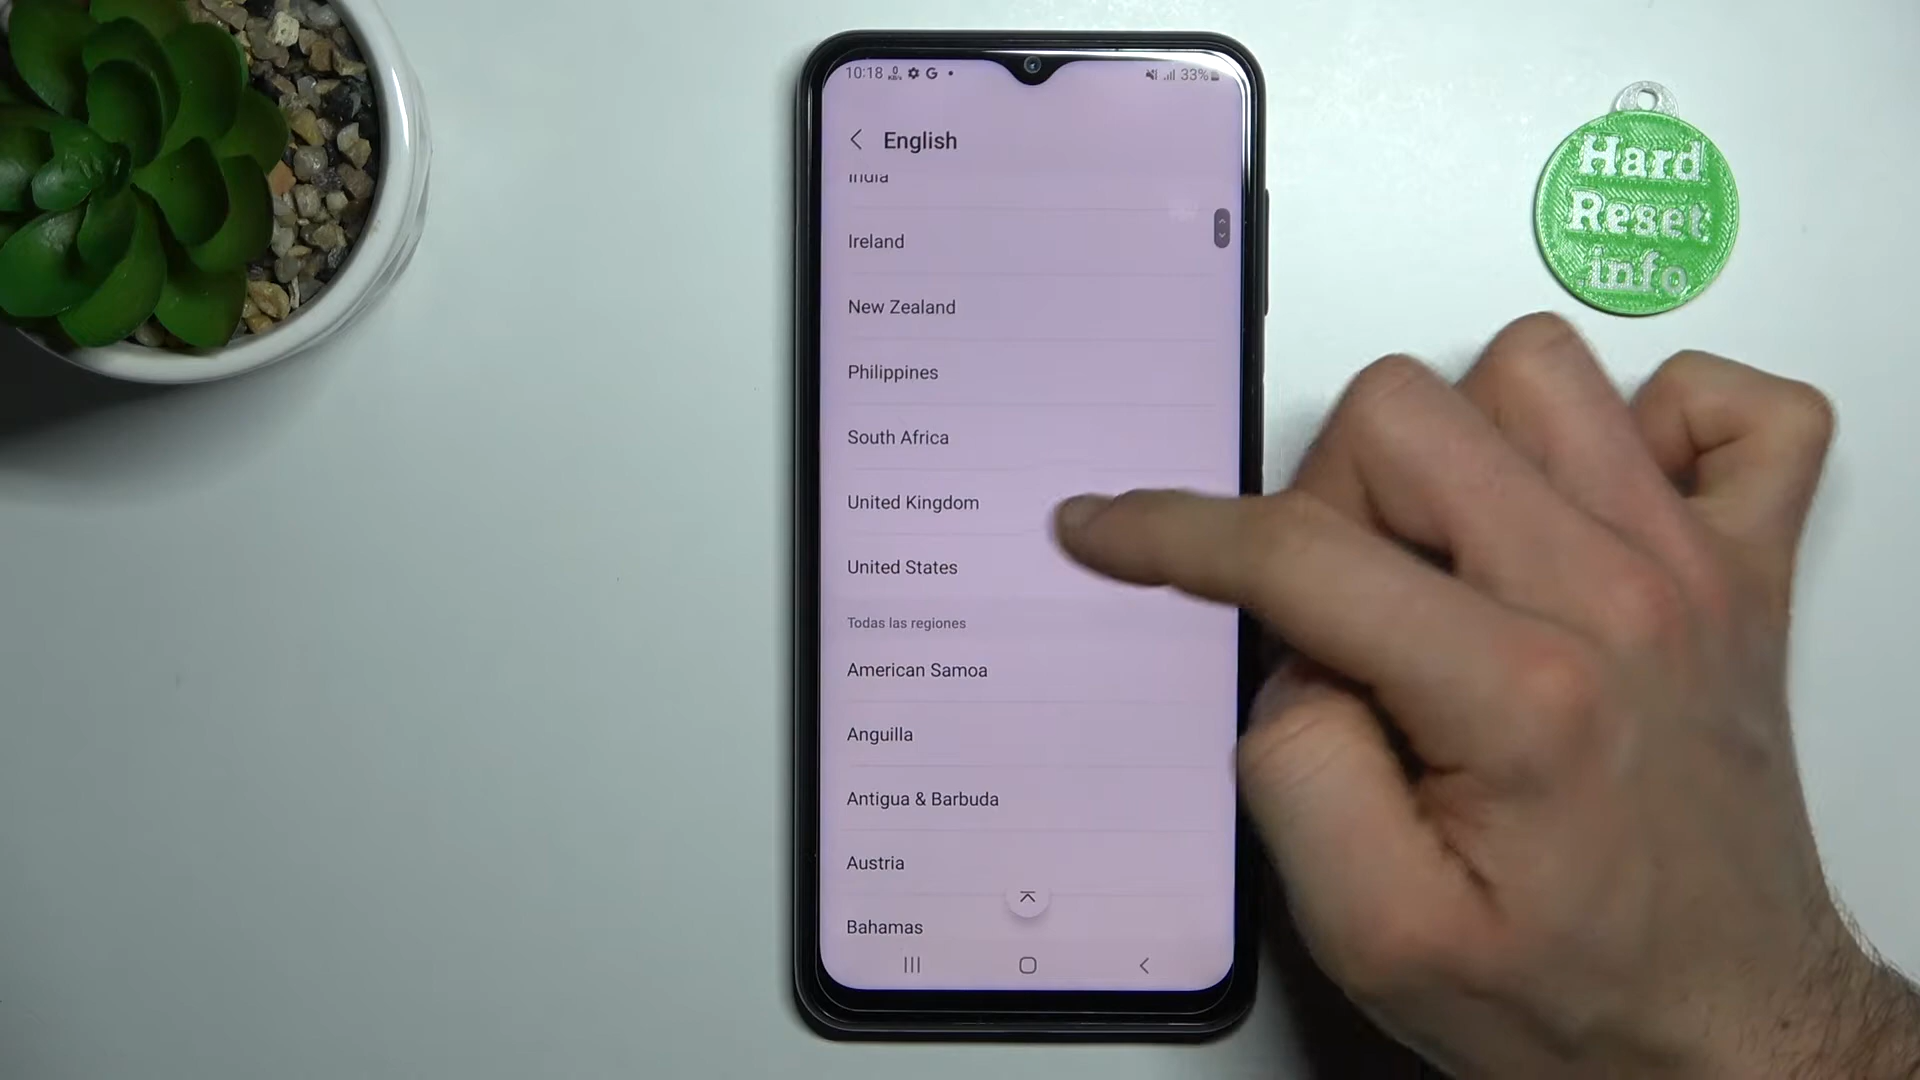 10:18
G
33%
English
India
Ireland
New Zealand
Philippines
South Africa
United Kingdom
United States
Todas las regiones
American Samoa
Anguilla
Antigua & Barbuda
Austria
Bahamas
Hard
Reset
.info